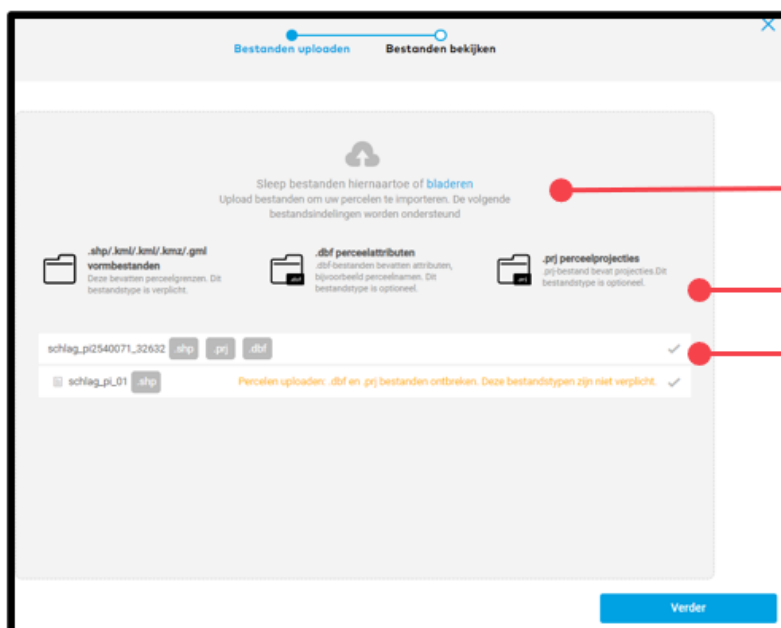 Bestanden uploaden
Bestanden bekijken
Sleep bestanden hiernaartoe of bladeren
Upload bestanden om uw percelen te importeren. De volgende
bestandsindelingen worden ondersteund
.shp/.kml/.kml/.kmz/.gml
vormbestanden
Deze bevatten perceelgrenzen. Dit
bestandstype is verplicht.
.dbf perceelattributen
.dbf-bestanden bevatten attributen,
bijvoorbeeld perceelnamen. Dit
bestandstype is optioneel.
.dbf
.prj perceelprojecties
.prj-bestand bevat projecties.Dit
bestandstype is optioneel.
.prj
schlag_pi2540071_32632 .shp .prj .dbf
schlag_pi_01 .shp Percelen uploaden: .dbf en .prj bestanden ontbreken. Deze bestandstypen zijn niet verplicht.
Verder